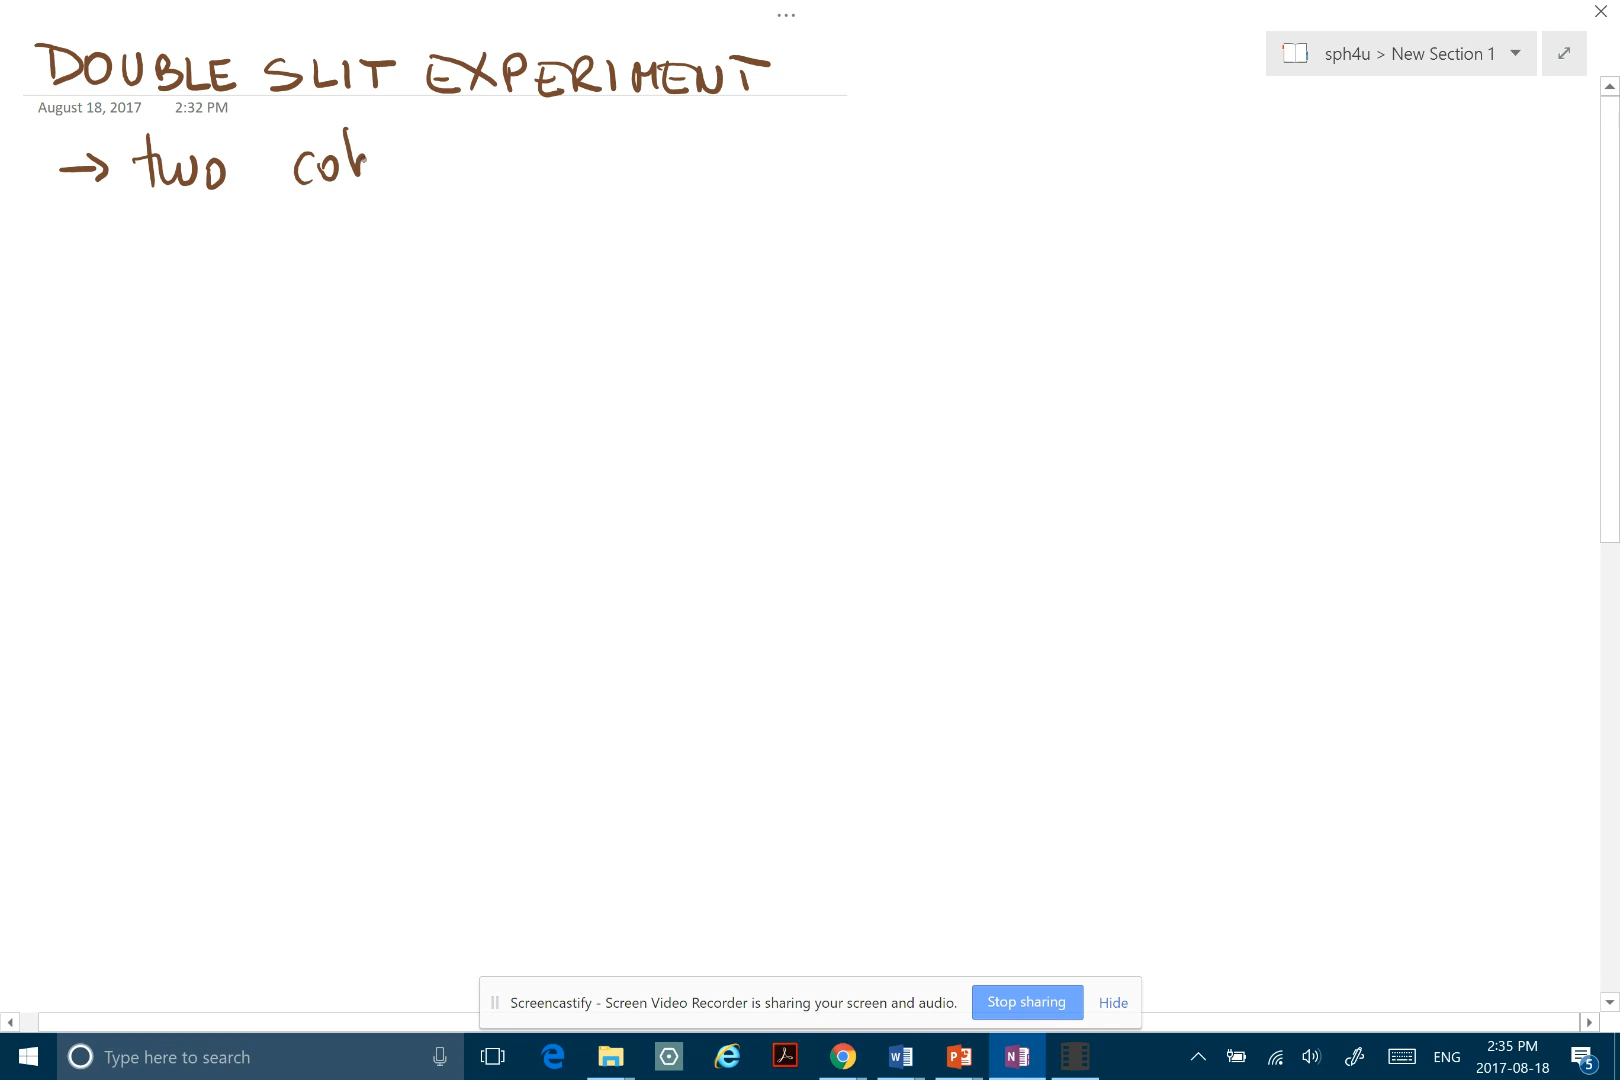 ...
sph4u > New Section 1
DOUBLE SLIT EXPERIMENT
August 18, 2017 2:32 PM
→ two coh
Screencastify - Screen Video Recorder is sharing your screen and audio. Stop sharing Hide
Type here to search
ENG
2:35 PM
2017-08-18
5